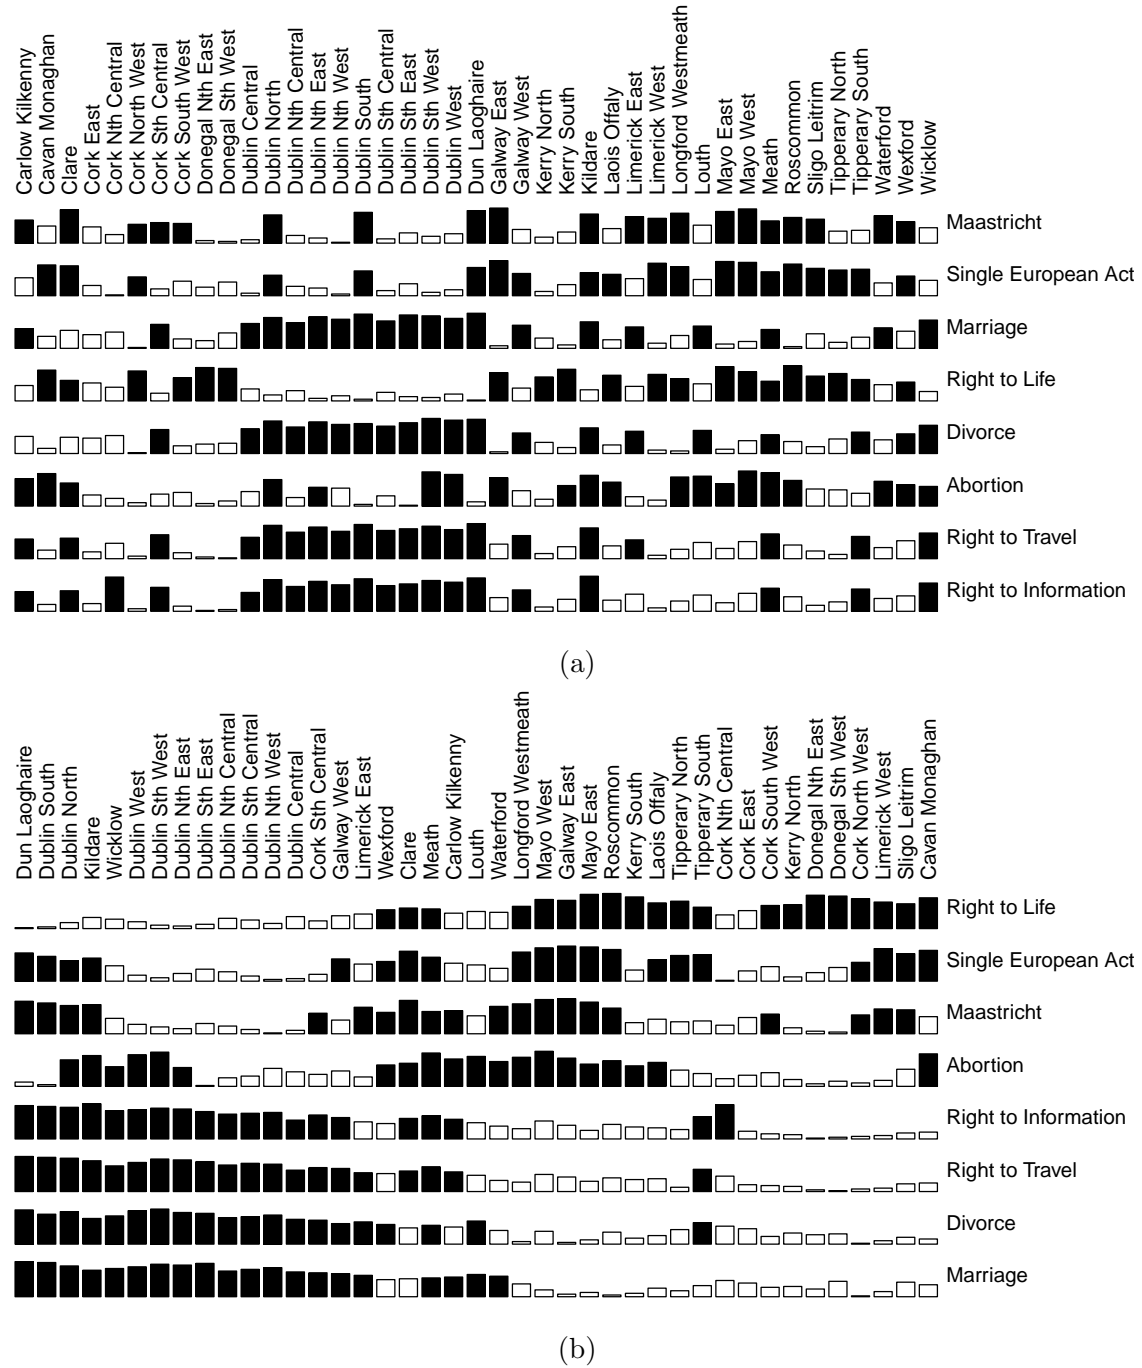 Carlow Kilkenny
Cavan Monaghan
Clare
Cork East
Cork Nth Central
Cork North West
Cork Sth Central
Cork South West
Donegal Nth East
Donegal Sth West
Dublin Central
Dublin North
Dublin Nth Central
Dublin Nth East
Dublin Nth West
Dublin South
Dublin Sth Central
Dublin Sth East
Dublin Sth West
Dublin West
Dun Laoghaire
Galway East
Galway West
Kerry North
Kerry South
Kildare
Laois Offaly
Limerick East
Limerick West
Longford Westmeath
Louth
Mayo East
Mayo West
Meath
Roscommon
Sligo Leitrim
Tipperary North
Tipperary South
Waterford
Wexford
Wicklow
Maastricht
Single European Act
Marriage
Right to Life
Divorce
Abortion
Right to Travel
Right to Information
(a)
Dun Laoghaire
Dublin South
Dublin North
Kildare
Wicklow
Dublin West
Dublin Sth West
Dublin Nth East
Dublin Sth East
Dublin Nth Central
Dublin Sth Central
Dublin Nth West
Dublin Central
Cork Sth Central
Galway West
Limerick East
Wexford
Clare
Meath
Carlow Kilkenny
Louth
Waterford
Longford Westmeath
Mayo West
Galway East
Mayo East
Roscommon
Kerry South
Laois Offaly
Tipperary North
Tipperary South
Cork Nth Central
Cork East
Cork South West
Kerry North
Donegal Nth East
Donegal Sth West
Cork North West
Limerick West
Sligo Leitrim
Cavan Monaghan
Right to Life
Single European Act
Maastricht
Abortion
Right to Information
Right to Travel
Divorce
Marriage
(b)